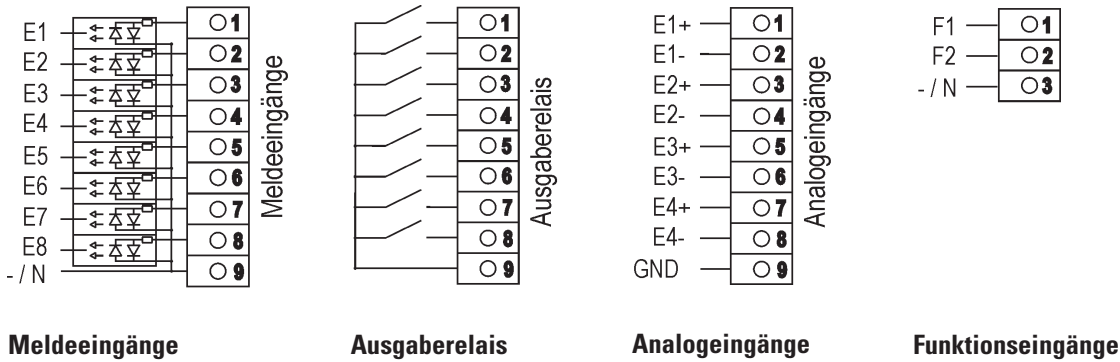 E1 1
E2 2
E3 3
E4 4
E5 5
E6 6
E7 7
E8 8
- / N 9
Meldeeingänge
1
2
3
4
5
6
7
8
9
Ausgaberelais
E1+ 1
E1- 2
E2+ 3
E2- 4
E3+ 5
E3- 6
E4+ 7
E4- 8
GND 9
Analogeingänge
F1 1
F2 2
- / N 3
Meldeeingänge
Ausgaberelais
Analogeingänge
Funktionseingänge